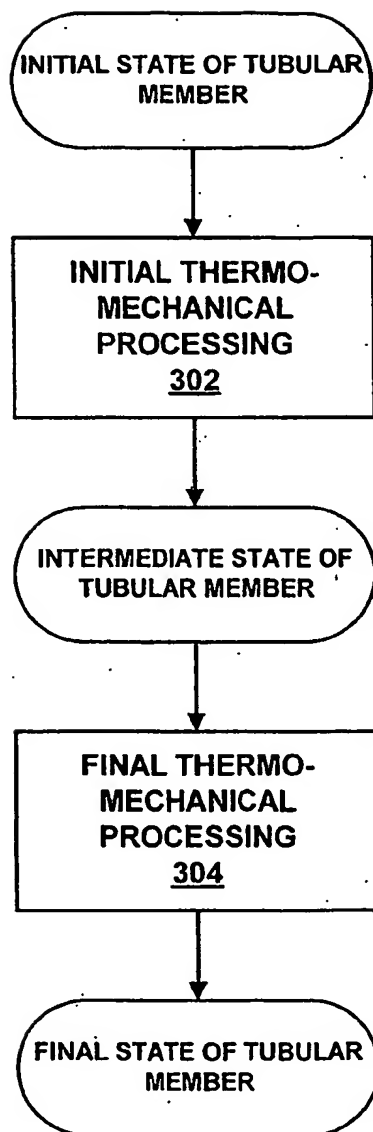 INITIAL STATE OF TUBULAR
MEMBER
INITIAL THERMO-
MECHANICAL
PROCESSING
302
INTERMEDIATE STATE OF
TUBULAR MEMBER
FINAL THERMO-
MECHANICAL
PROCESSING
304
FINAL STATE OF TUBULAR
MEMBER